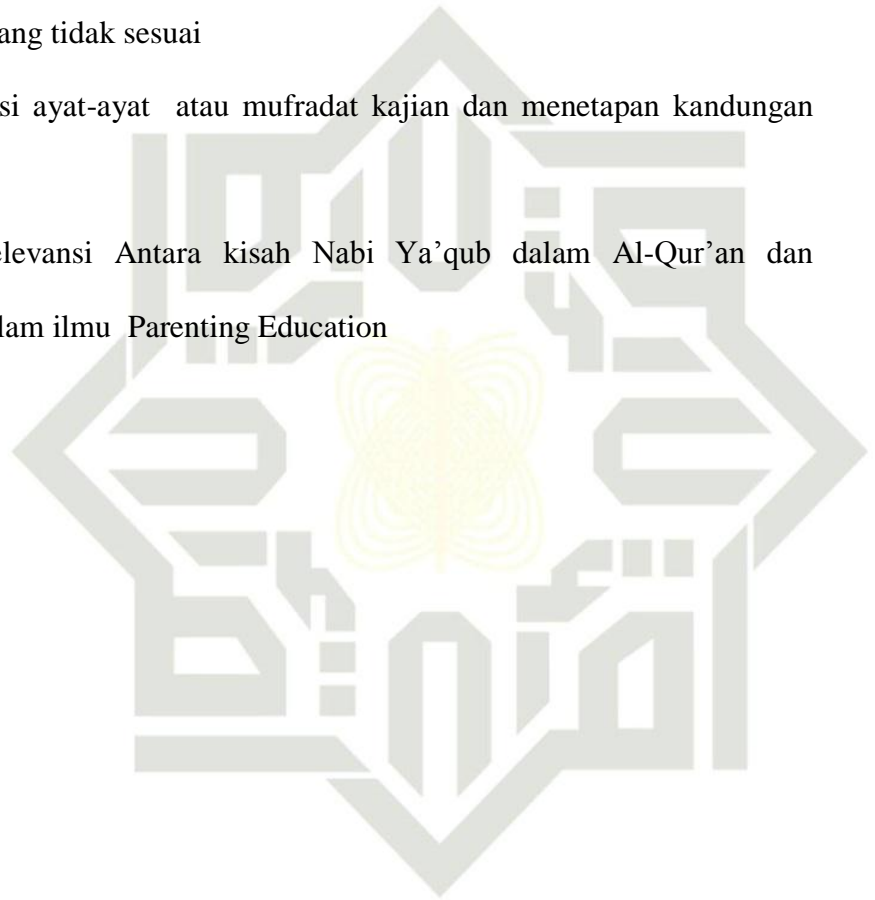 ang tidak sesuai
si ayat-ayat atau mufradat kajian dan menetapan kandungan
elevansi Antara kisah Nabi Ya’qub dalam Al-Qur’an dan
lam ilmu Parenting Education